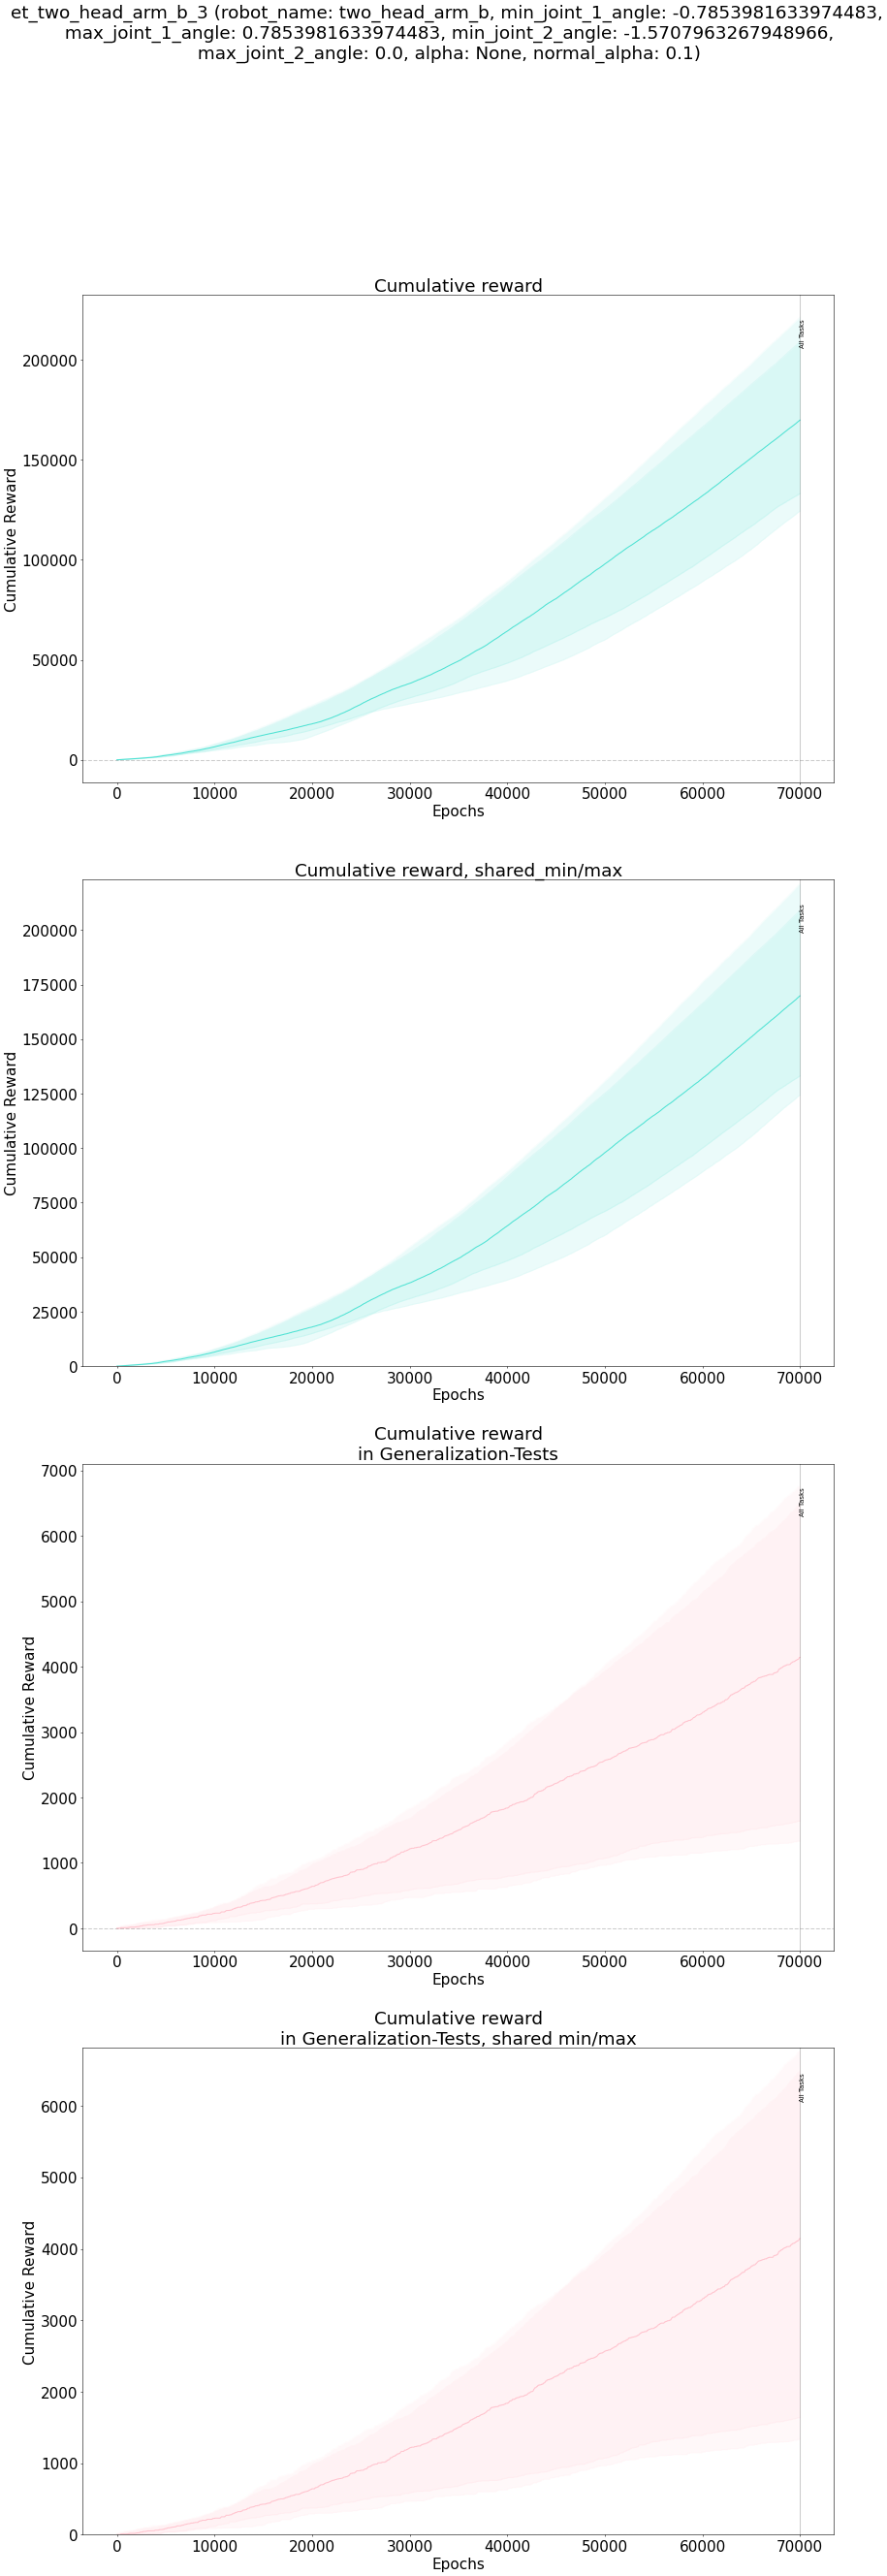 et_two_head_arm_b_3 (robot_name: two_head_arm_b, min_joint_1_angle: -0.7853981633974483,
max_joint_1_angle: 0.7853981633974483, min_joint_2_angle: -1.5707963267948966,
max_joint_2_angle: 0.0, alpha: None, normal_alpha: 0.1)
Cumulative reward
All Tasks
200000
150000
100000
50000
0
Cumulative Reward
0 10000 20000 30000 40000 50000 60000 70000
Epochs
Cumulative reward, shared_min/max
All Tasks
200000
175000
150000
125000
100000
75000
50000
25000
0
Cumulative Reward
0 10000 20000 30000 40000 50000 60000 70000
Epochs
Cumulative reward
in Generalization-Tests
All Tasks
7000
6000
5000
4000
3000
2000
1000
0
Cumulative Reward
0 10000 20000 30000 40000 50000 60000 70000
Epochs
Cumulative reward
in Generalization-Tests, shared min/max
All Tasks
6000
5000
4000
3000
2000
1000
0
Cumulative Reward
0 10000 20000 30000 40000 50000 60000 70000
Epochs